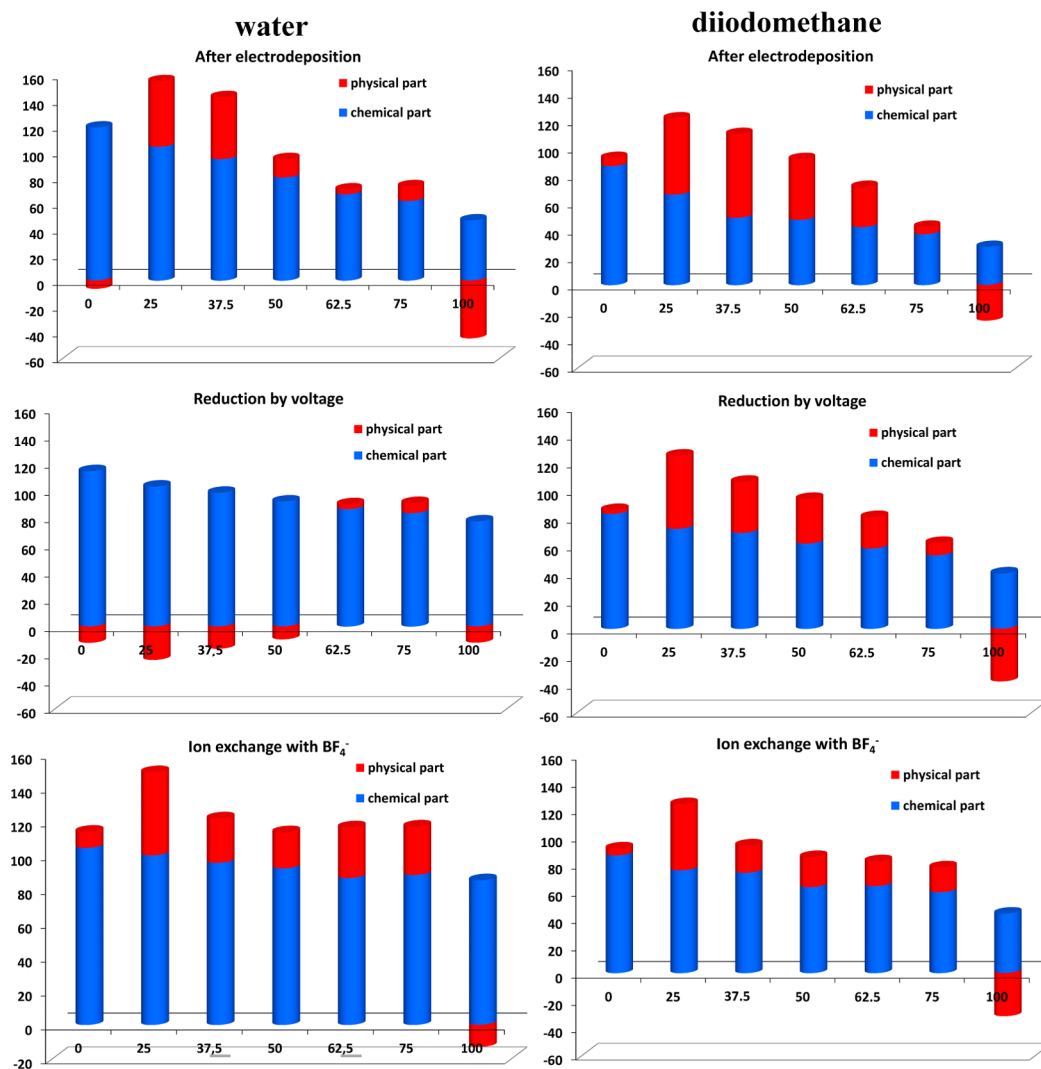 water
After electrodeposition
160
140
120
100
80
60
40
20
0
-20
-40
-60
physical part
chemical part
0 25 37.5 50 62.5 75 100
diiodomethane
After electrodeposition
160
140
120
100
80
60
40
20
0
-20
-40
-60
physical part
chemical part
0 25 37.5 50 62.5 75 100
Reduction by voltage
160
140
120
100
80
60
40
20
0
-20
-40
-60
physical part
chemical part
0 25 37,5 50 62.5 75 100
Reduction by voltage
160
140
120
100
80
60
40
20
0
-20
-40
-60
physical part
chemical part
0 25 37.5 50 62.5 75 100
Ion exchange with BF₄⁻
160
140
120
100
80
60
40
20
0
-20
physical part
chemical part
0 25 37,5 50 62,5 75 100
Ion exchange with BF₄⁻
160
140
120
100
80
60
40
20
0
-20
-40
-60
physical part
chemical part
0 25 37.5 50 62.5 75 100